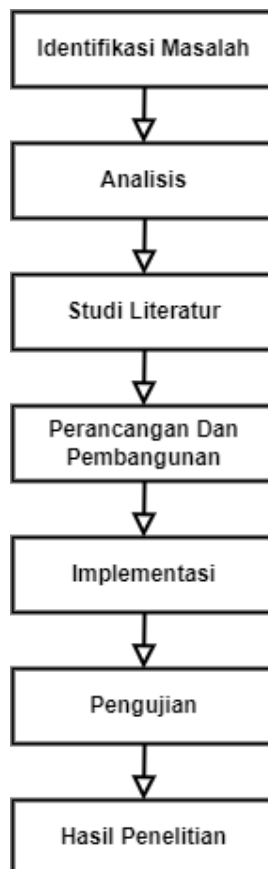 Identifikasi Masalah
Analisis
Studi Literatur
Perancangan Dan
Pembangunan
Implementasi
Pengujian
Hasil Penelitian